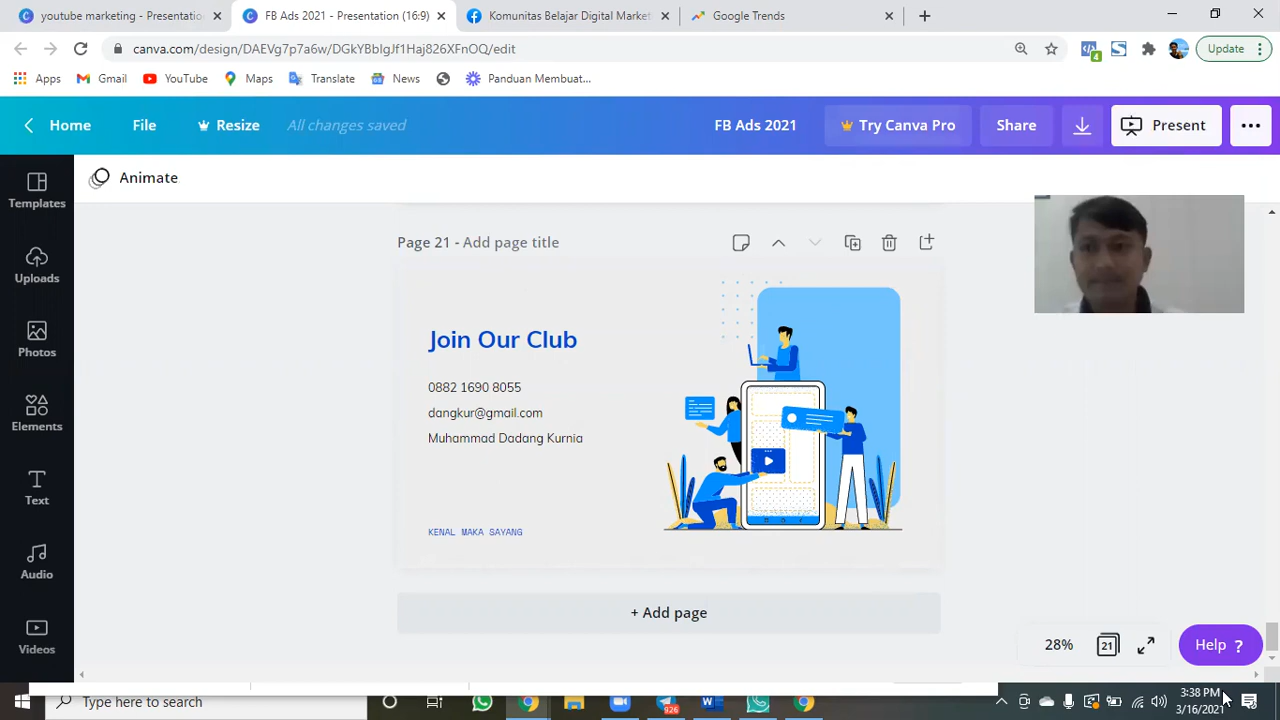 youtube marketing - Presentatio
FB Ads 2021 - Presentation (16:9)
Komunitas Belajar Digital Market
Google Trends
canva.com/design/DAEVg7p7a6w/DGkYBbIgJf1Haj826XFnOQ/edit
4
Update
Apps
Gmail
YouTube
Maps
Translate
News
Panduan Membuat...
Home
File
Resize
All changes saved
FB Ads 2021
Try Canva Pro
Share
Present
Templates
Animate
Uploads
Photos
Elements
Text
Audio
Videos
Page 21 - Add page title
Join Our Club
0882 1690 8055
dangkur@gmail.com
Muhammad Dadang Kurnia
KENAL MAKA SAYANG
+ Add page
28%
21
Help ?
Type here to search
926
3:38 PM
3/16/2021